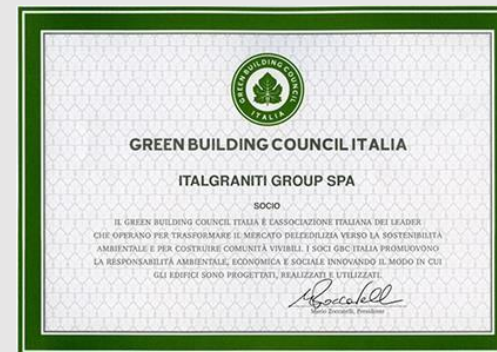 GREEN BUILDING COUNCIL
ITALIA
GREEN BUILDING COUNCIL ITALIA
ITALGRANITI GROUP SPA
SOCIO
IL GREEN BUILDING COUNCIL ITALIA È L'ASSOCIAZIONE ITALIANA DEI LEADER
CHE OPERANO PER TRASFORMARE IL MERCATO DELL'EDILIZIA VERSO LA SOSTENIBILITÀ
AMBIENTALE E PER COSTRUIRE COMUNITÀ VIVIBILI. I SOCI GBC ITALIA PROMUOVONO
LA RESPONSABILITÀ AMBIENTALE, ECONOMICA E SOCIALE INNOVANDO IL MODO IN CUI
GLI EDIFICI SONO PROGETTATI, REALIZZATI E UTILIZZATI.
Mario Zoccatelli, Presidente